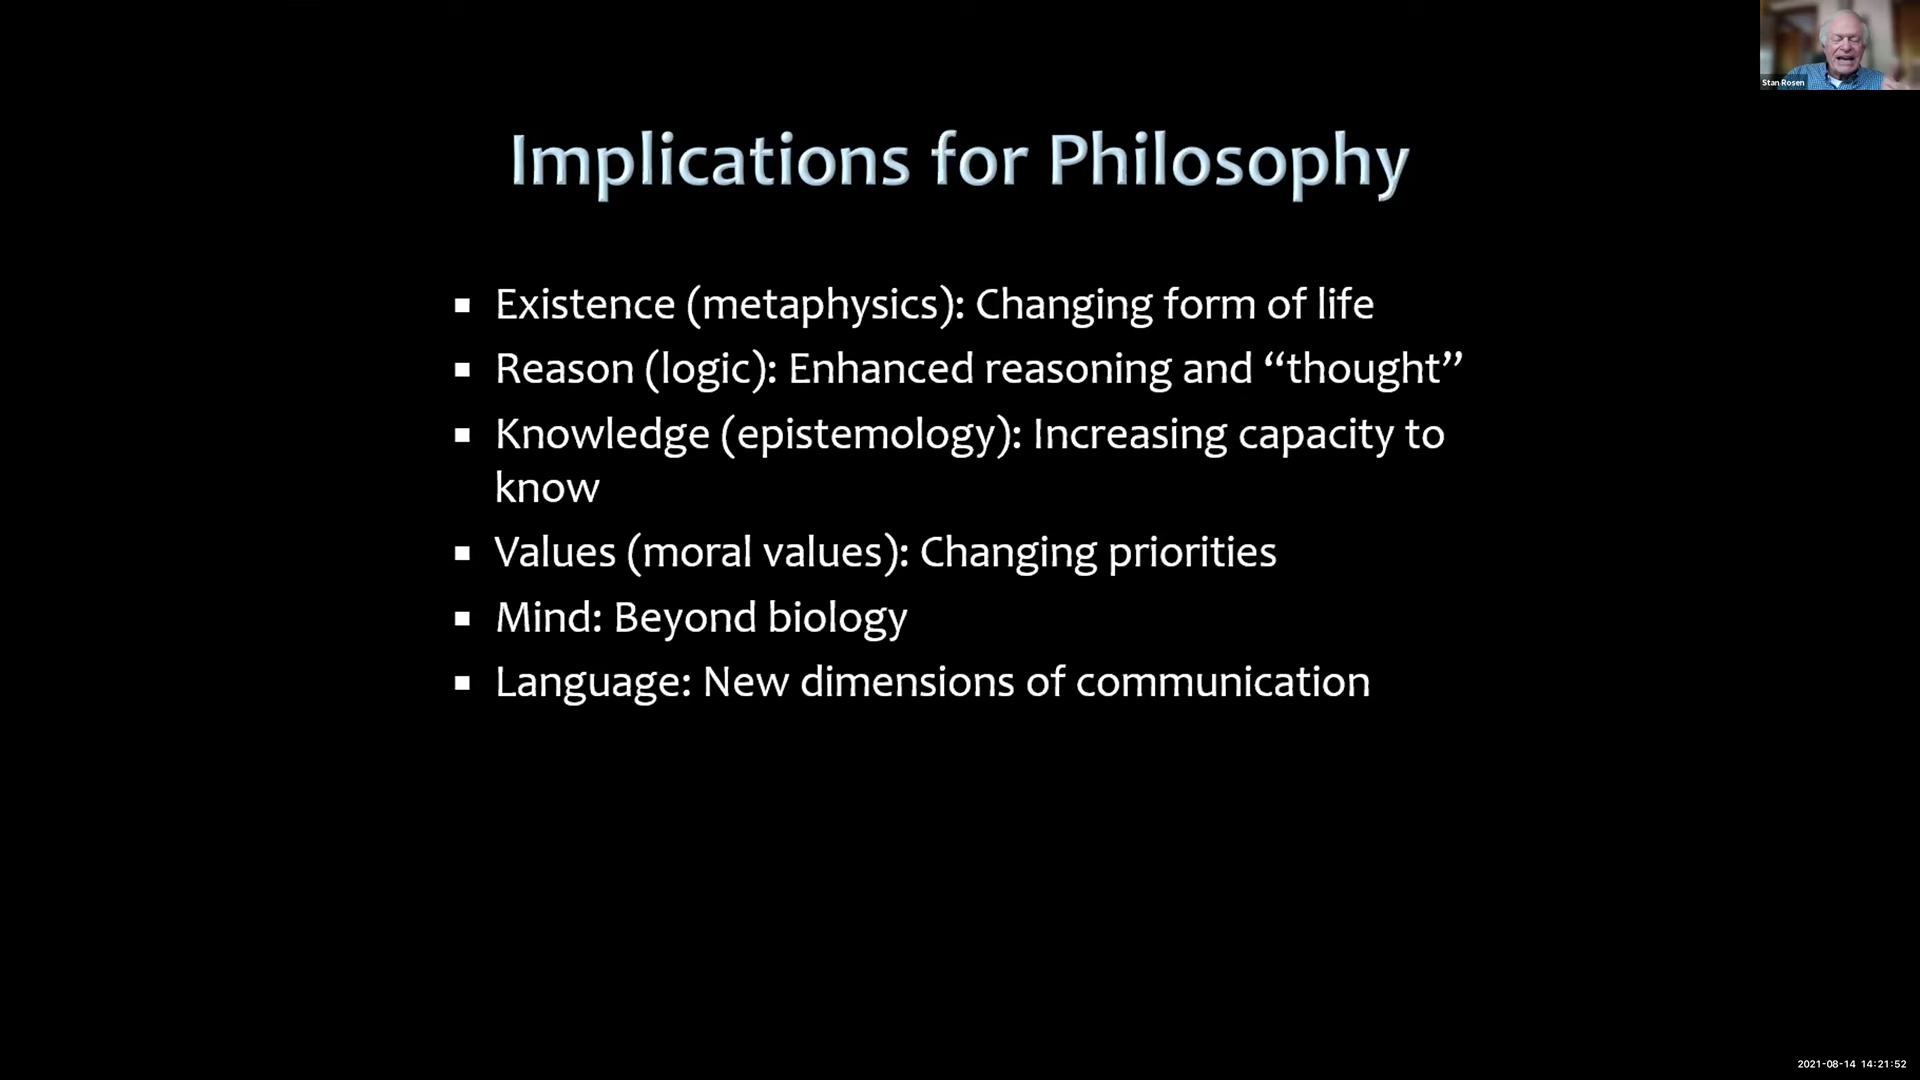 Stan Rosen
Implications for Philosophy
▪ Existence (metaphysics): Changing form of life
▪ Reason (logic): Enhanced reasoning and “thought”
▪ Knowledge (epistemology): Increasing capacity to
know
▪ Values (moral values): Changing priorities
▪ Mind: Beyond biology
▪ Language: New dimensions of communication
2021-08-14 14:21:52